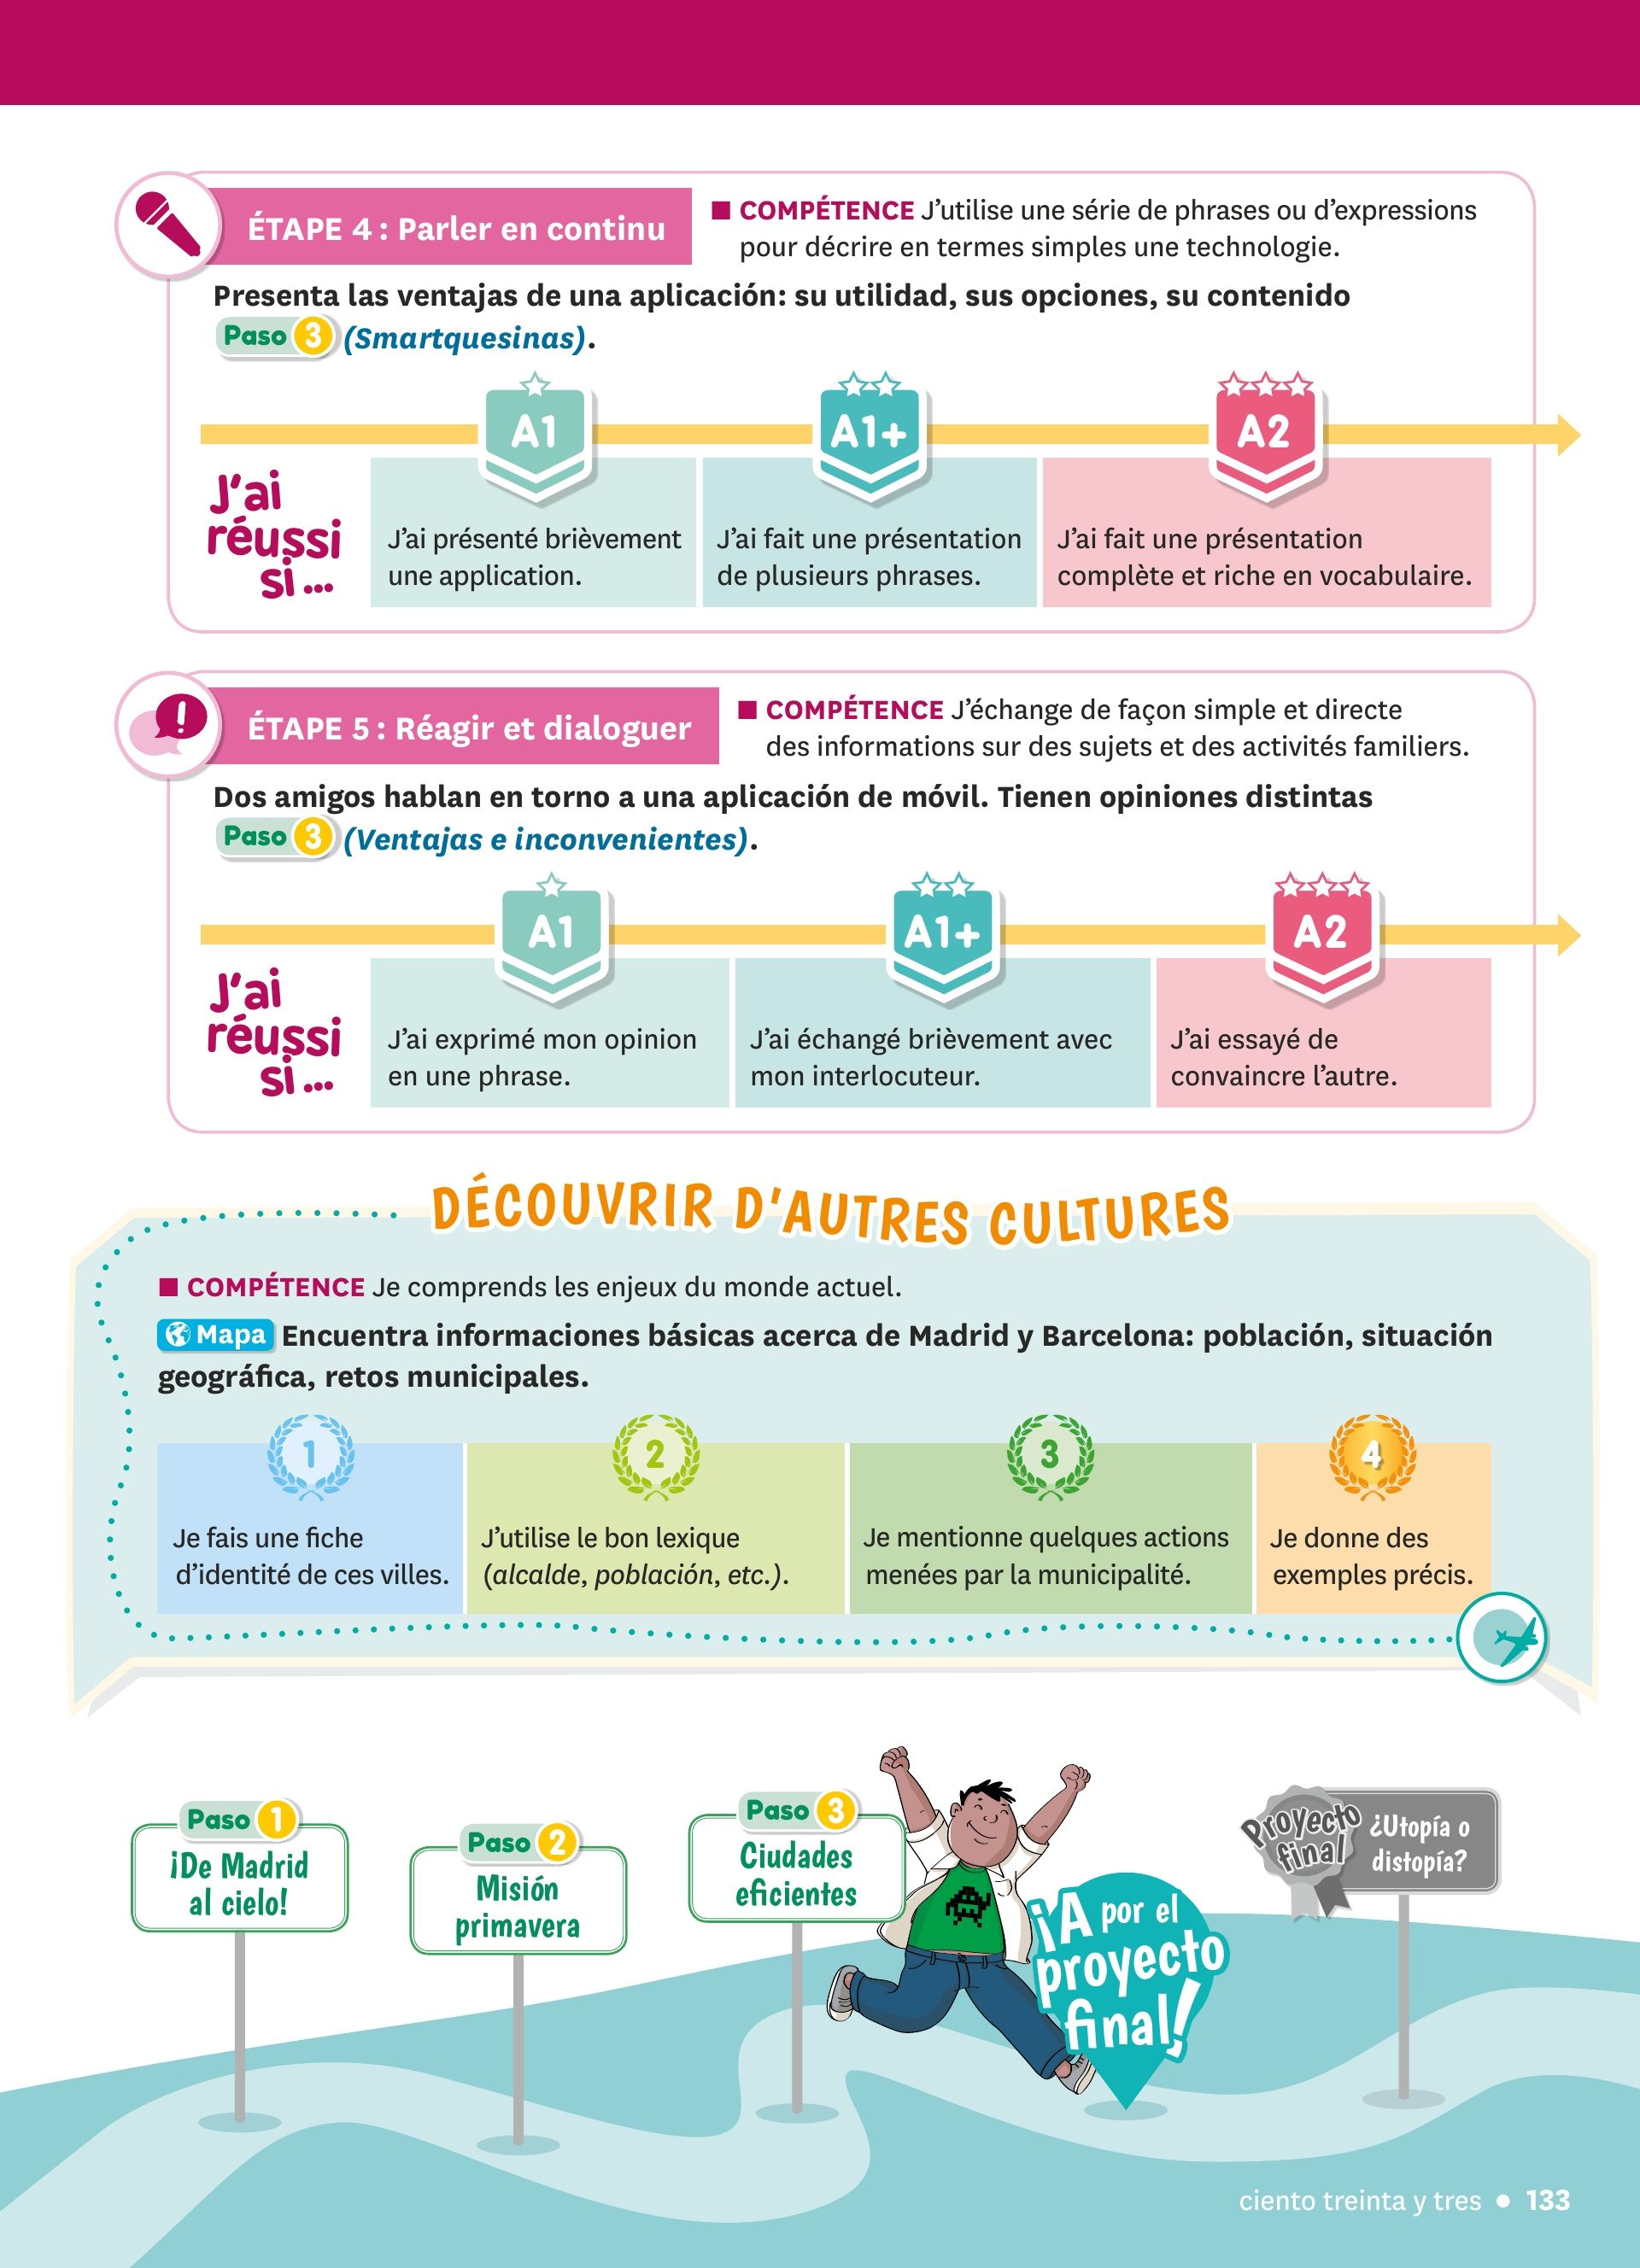 ÉTAPE 4 : Parler en continu
■ COMPÉTENCE J'utilise une série de phrases ou d'expressions
pour décrire en termes simples une technologie.
Presenta las ventajas de una aplicación: su utilidad, sus opciones, su contenido
Paso 3 (Smartquesinas).
A1
A1+
A2
J'ai
réussi
si ...
J'ai présenté brièvement
une application.
J'ai fait une présentation
de plusieurs phrases.
J'ai fait une présentation
complète et riche en vocabulaire.
ÉTAPE 5 : Réagir et dialoguer
■ COMPÉTENCE J'échange de façon simple et directe
des informations sur des sujets et des activités familiers.
Dos amigos hablan en torno a una aplicación de móvil. Tienen opiniones distintas
Paso 3 (Ventajas e inconvenientes).
A1
A1+
A2
J'ai
réussi
si ...
J'ai exprimé mon opinion
en une phrase.
J'ai échangé brièvement avec
mon interlocuteur.
J'ai essayé de
convaincre l'autre.
DÉCOUVRIR D'AUTRES CULTURES
■ COMPÉTENCE Je comprends les enjeux du monde actuel.
Mapa Encuentra informaciones básicas acerca de Madrid y Barcelona: población, situación
geográfica, retos municipales.
1
2
3
4
Je fais une fiche
d'identité de ces villes.
J'utilise le bon lexique
(alcalde, población, etc.).
Je mentionne quelques actions
menées par la municipalité.
Je donne des
exemples précis.
Paso 1
¡De Madrid
al cielo!
Paso 2
Misión
primavera
Paso 3
Ciudades
eficientes
¡A por el
proyecto
final!
Proyecto
final
¿Utopía o
distopía?
ciento treinta y tres • 133